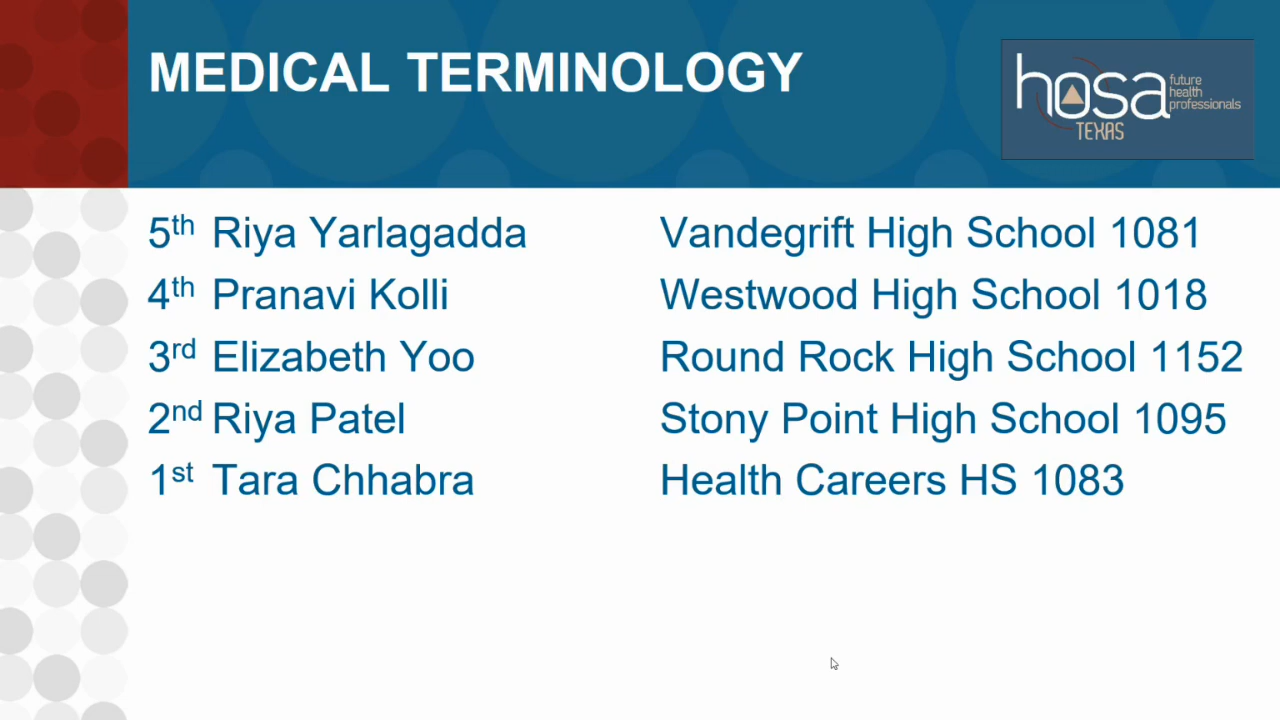 MEDICAL TERMINOLOGY
hosa future health professionals
TEXAS
5th Riya Yarlagadda Vandegrift High School 1081
4th Pranavi Kolli Westwood High School 1018
3rd Elizabeth Yoo Round Rock High School 1152
2nd Riya Patel Stony Point High School 1095
1st Tara Chhabra Health Careers HS 1083